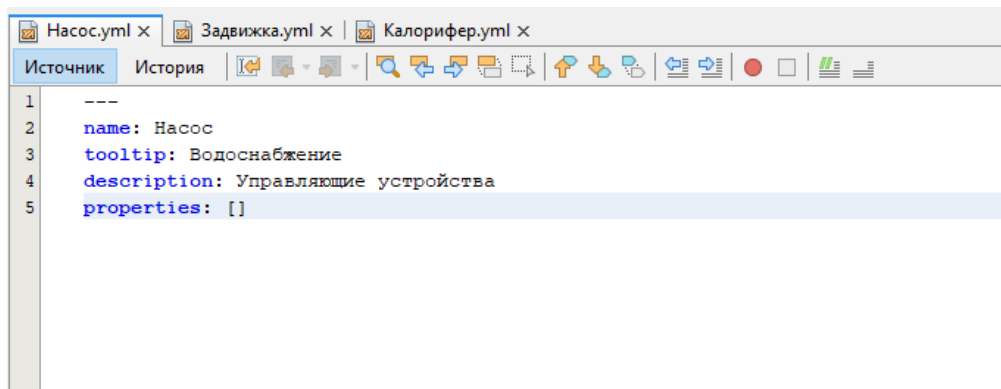 Насос.yml × Задвижка.yml × Калорифер.yml ×
Источник История
1 ---
2 name: Насос
3 tooltip: Водоснабжение
4 description: Управляющие устройства
5 properties: []